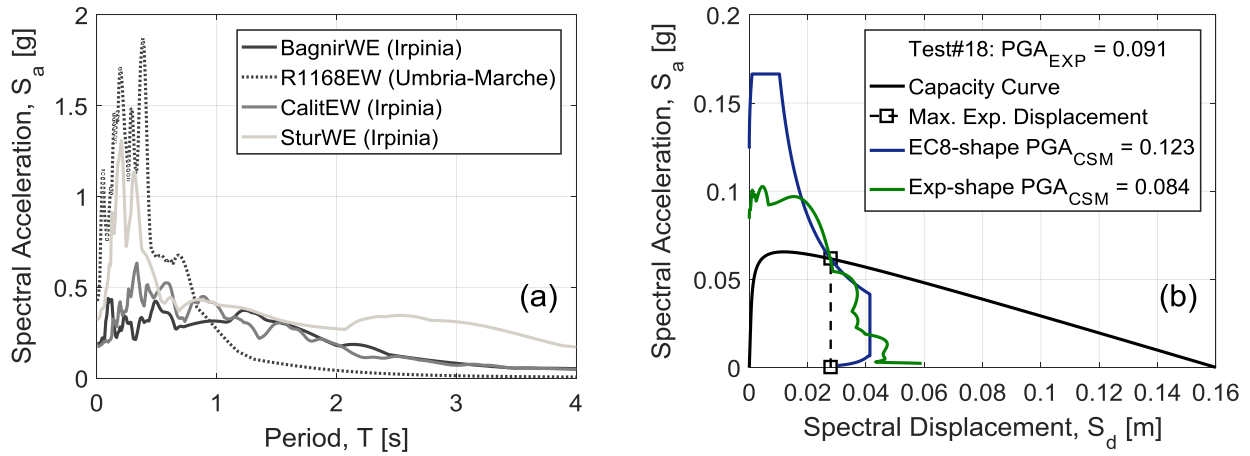 Spectral Acceleration, S_a [g]
2
1.5
1
0.5
0
BagnirWE (Irpinia)
R1168EW (Umbria-Marche)
CalitEW (Irpinia)
SturWE (Irpinia)
(a)
0 1 2 3 4
Period, T [s]
Spectral Acceleration, S_a [g]
0.2
0.15
0.1
0.05
0
Test#18: PGA_EXP = 0.091
Capacity Curve
Max. Exp. Displacement
EC8-shape PGA_CSM = 0.123
Exp-shape PGA_CSM = 0.084
(b)
0 0.02 0.04 0.06 0.08 0.1 0.12 0.14 0.16
Spectral Displacement, S_d [m]